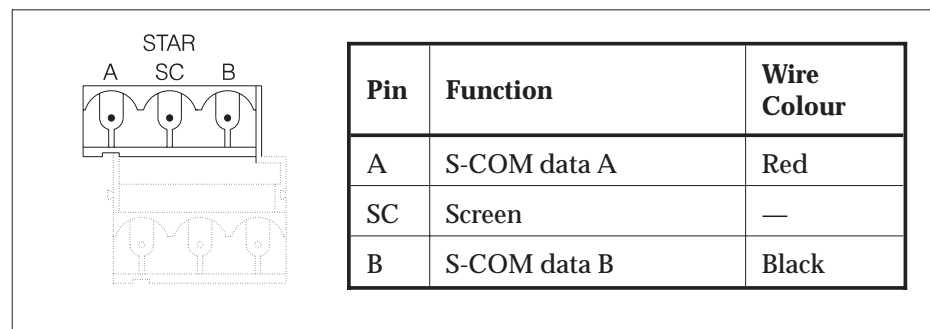 STAR
A SC B
Pin Function Wire Colour
A S-COM data A Red
SC Screen —
B S-COM data B Black